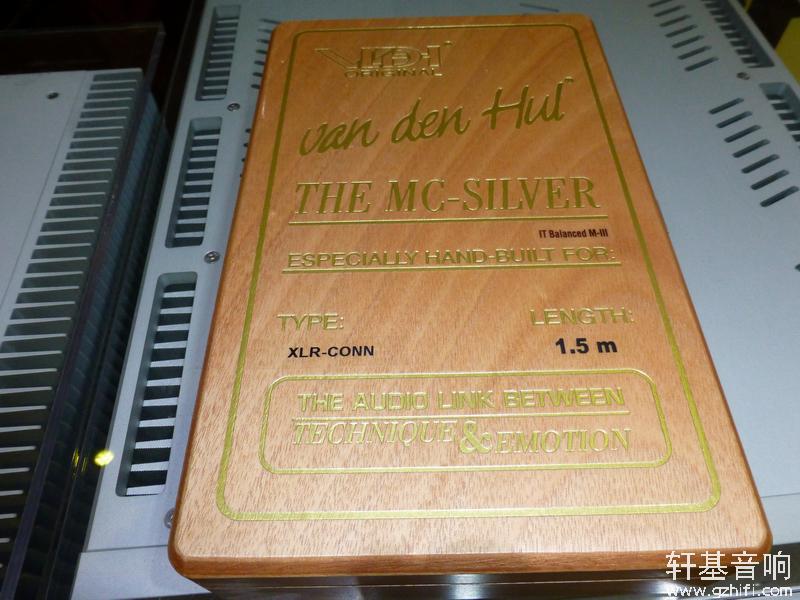 VDH
ORIGINAL
van den Hul™
THE MC-SILVER
IT Balanced M-III
ESPECIALLY HAND-BUILT FOR:
TYPE:
LENGTH:
XLR-CONN
1.5 m
THE AUDIO LINK BETWEEN
TECHNIQUE & EMOTION
轩基音响
www.gzhifi.com